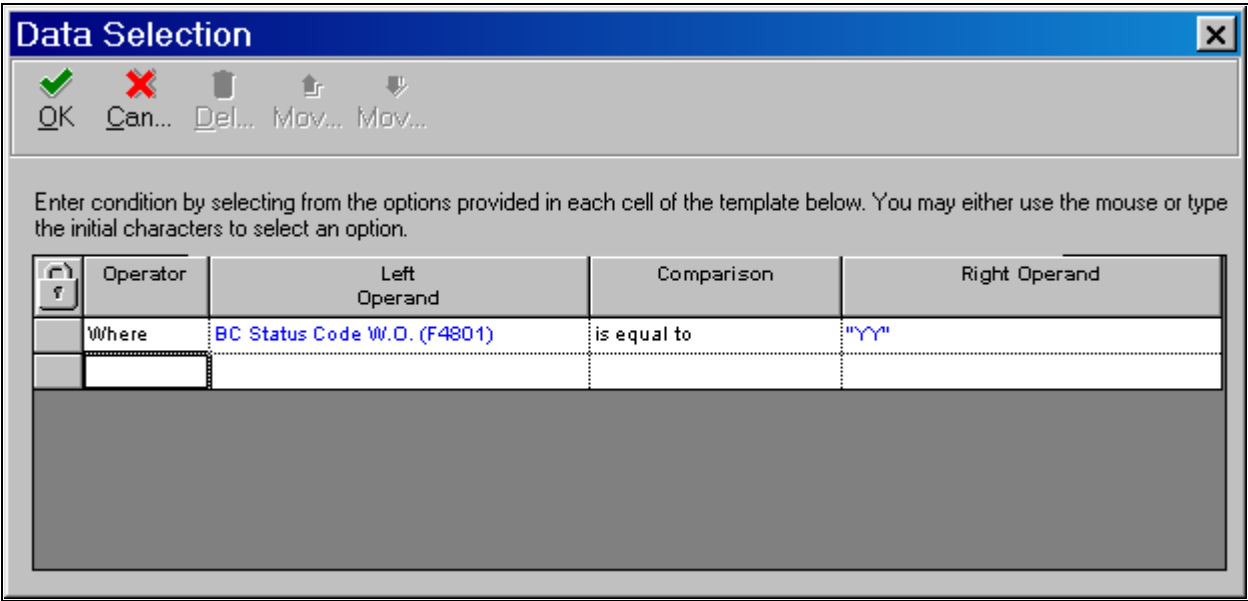 Data Selection
OK Can... Del... Mov... Mov...
Enter condition by selecting from the options provided in each cell of the template below. You may either use the mouse or type
the initial characters to select an option.
Operator Left Operand Comparison Right Operand
Where BC Status Code W.O. (F4801) is equal to "YY"